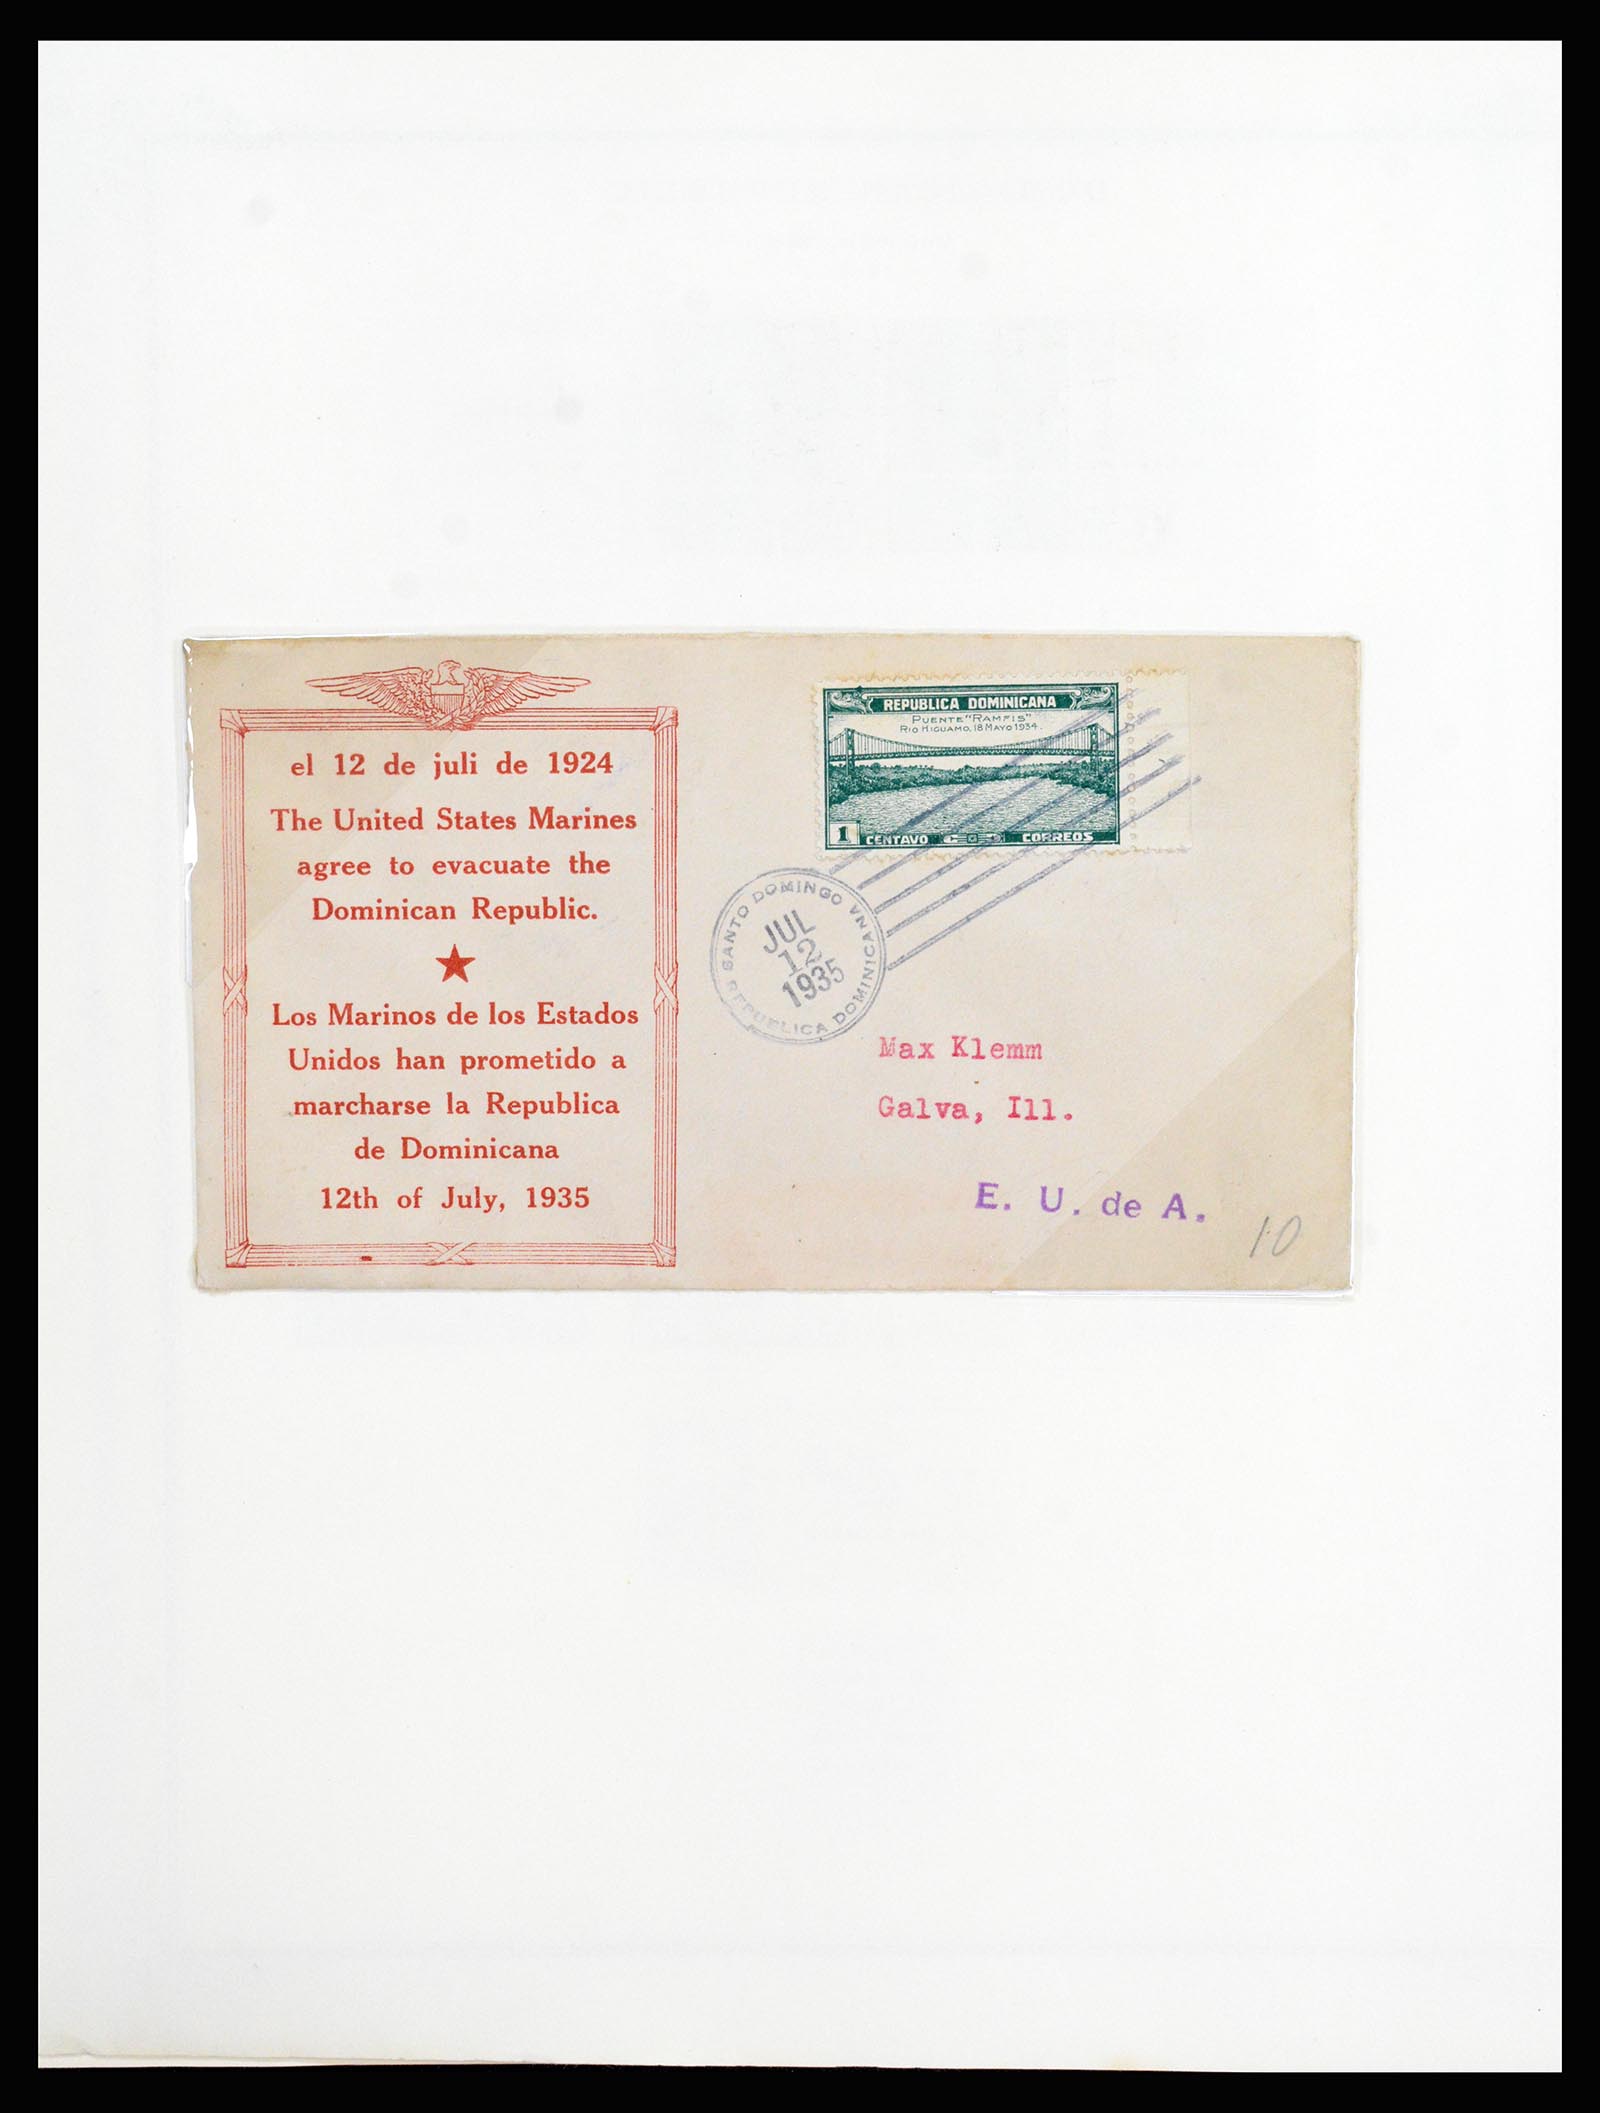 el 12 de juli de 1924
The United States Marines
agree to evacuate the
Dominican Republic.
Los Marinos de los Estados
Unidos han prometido a
marcharse la Republica
de Dominicana
12th of July, 1935
REPUBLICA DOMINICANA
PUENTE "RAMFIS"
RIO HIGUAMO, 18 MAYO 1934.
1 CENTAVO CORREOS
SANTO DOMINGO
REPUBLICA DOMINICANA
JUL
12
1935
Max Klemm
Galva, Ill.
E. U. de A.
10